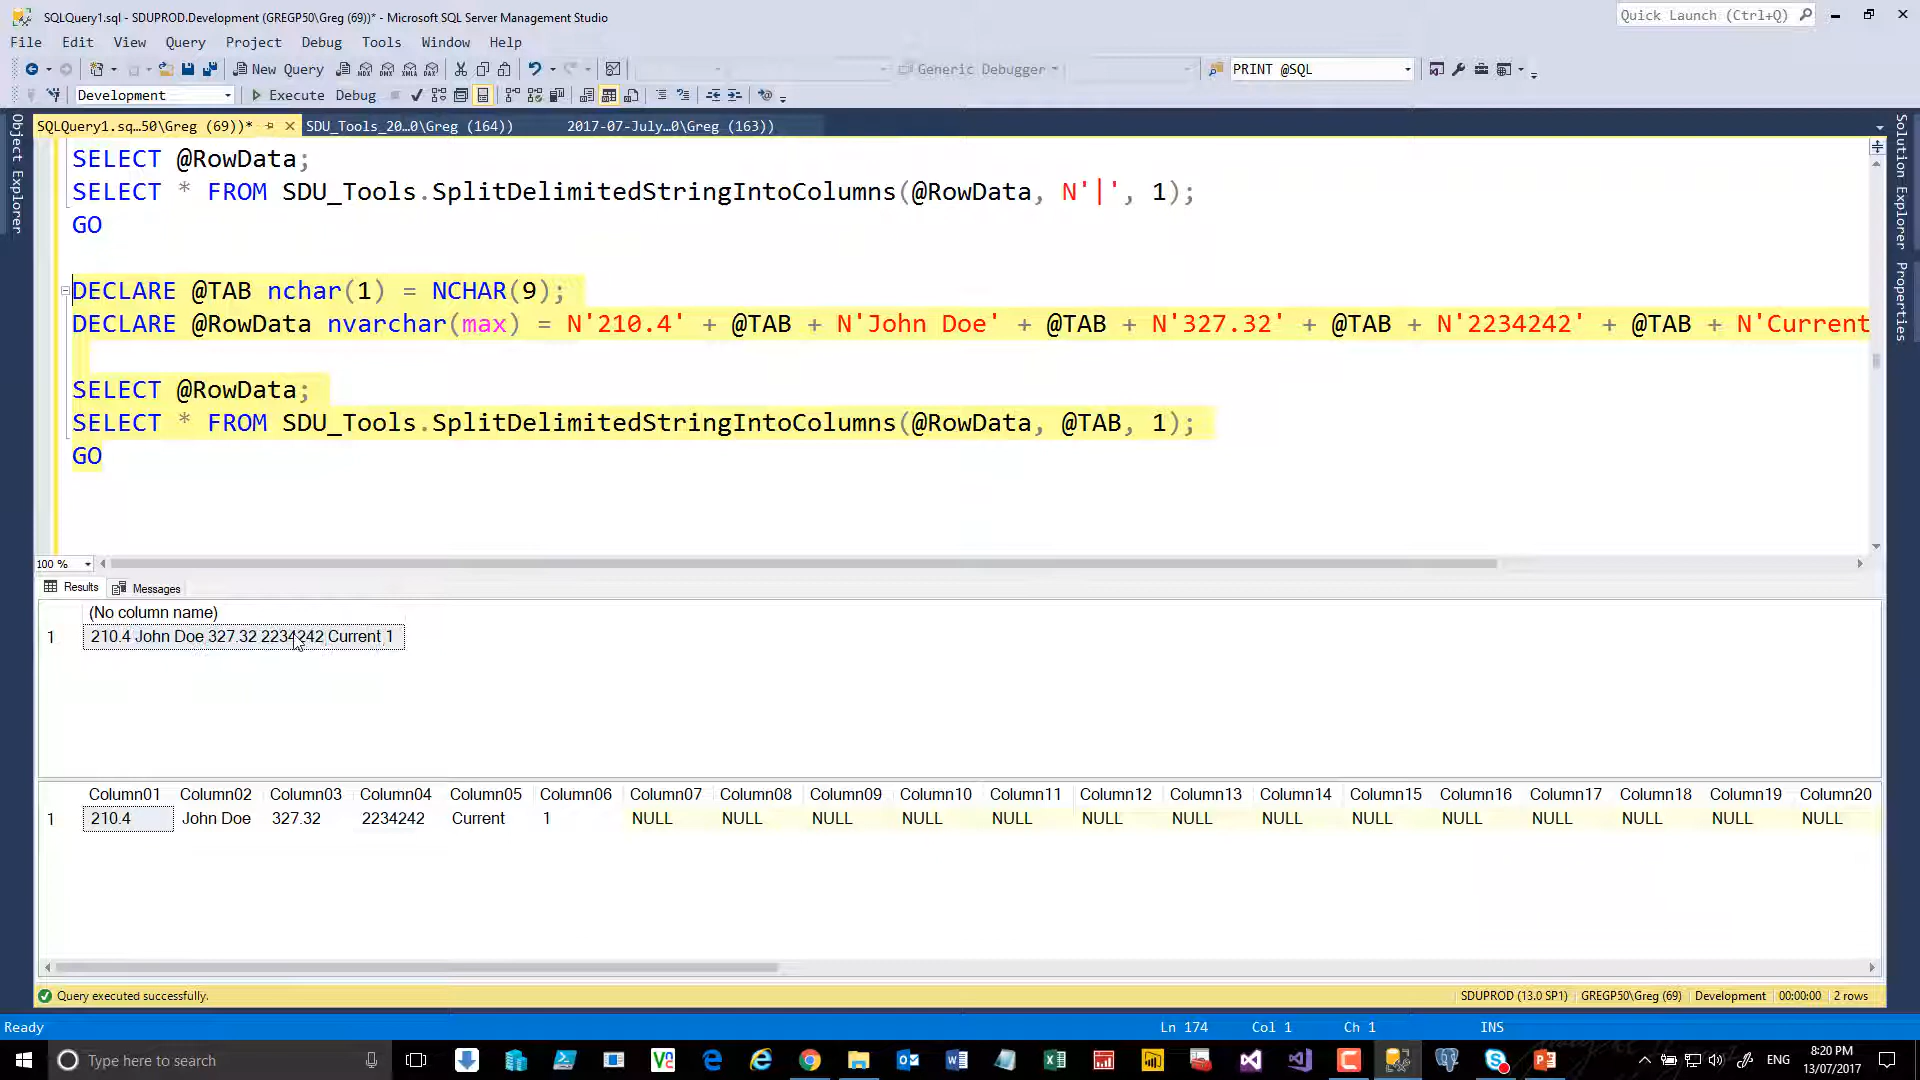 SQLQuery1.sql - SDUPROD.Development (GREGP50\Greg (69))* - Microsoft SQL Server Management Studio
Quick Launch (Ctrl+Q)
File Edit View Query Project Debug Tools Window Help
New Query
Generic Debugger
PRINT @SQL
Development
Execute Debug
SQLQuery1.sq...50\Greg (69))*
SDU_Tools_20...0\Greg (164))
2017-07-July...0\Greg (163))
Object Explorer
Solution Explorer
Properties
SELECT @RowData;
SELECT * FROM SDU_Tools.SplitDelimitedStringIntoColumns(@RowData, N'|', 1);
GO
DECLARE @TAB nchar(1) = NCHAR(9);
DECLARE @RowData nvarchar(max) = N'210.4' + @TAB + N'John Doe' + @TAB + N'327.32' + @TAB + N'2234242' + @TAB + N'Current
SELECT @RowData;
SELECT * FROM SDU_Tools.SplitDelimitedStringIntoColumns(@RowData, @TAB, 1);
GO
100 %
Results Messages
(No column name)
1 210.4 John Doe 327.32 2234242 Current 1
Column01 Column02 Column03 Column04 Column05 Column06 Column07 Column08 Column09 Column10 Column11 Column12 Column13 Column14 Column15 Column16 Column17 Column18 Column19 Column20
1 210.4 John Doe 327.32 2234242 Current 1 NULL NULL NULL NULL NULL NULL NULL NULL NULL NULL NULL NULL NULL NULL
Query executed successfully.
SDUPROD (13.0 SP1) GREGP50\Greg (69) Development 00:00:00 2 rows
Ready
Ln 174 Col 1 Ch 1 INS
Type here to search
ENG
8:20 PM
13/07/2017